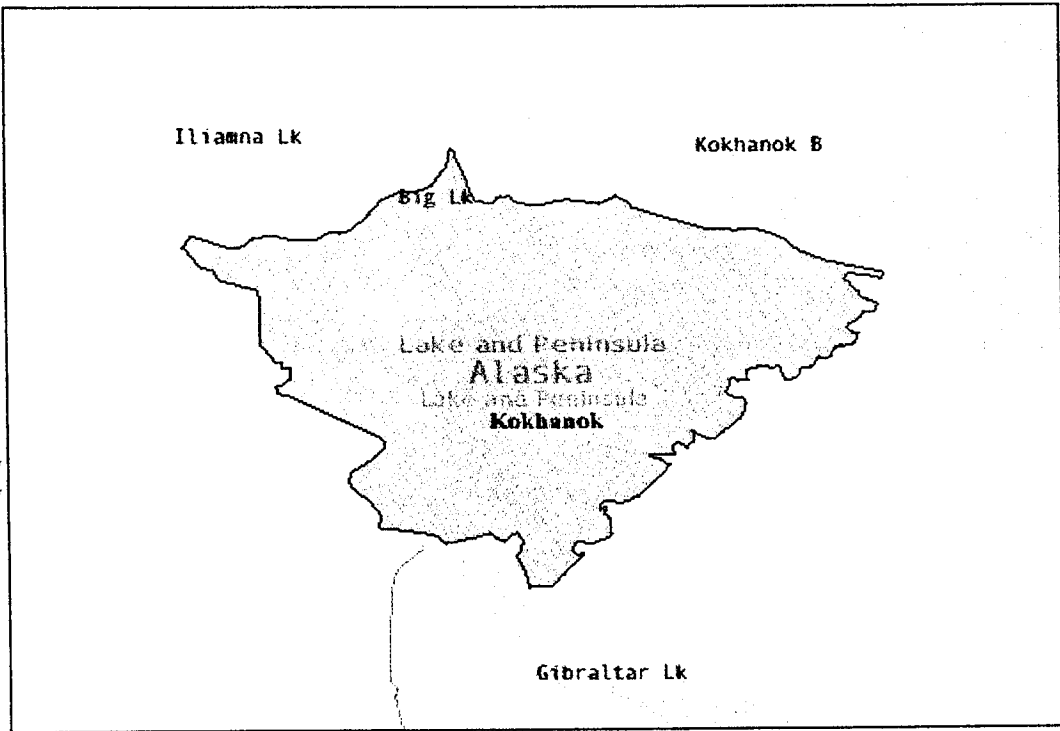 Iliamna Lk
Kokhanok B
Big Lk
Lake and Peninsula
Alaska
Lake and Peninsula
Kokhanok
Gibraltar Lk